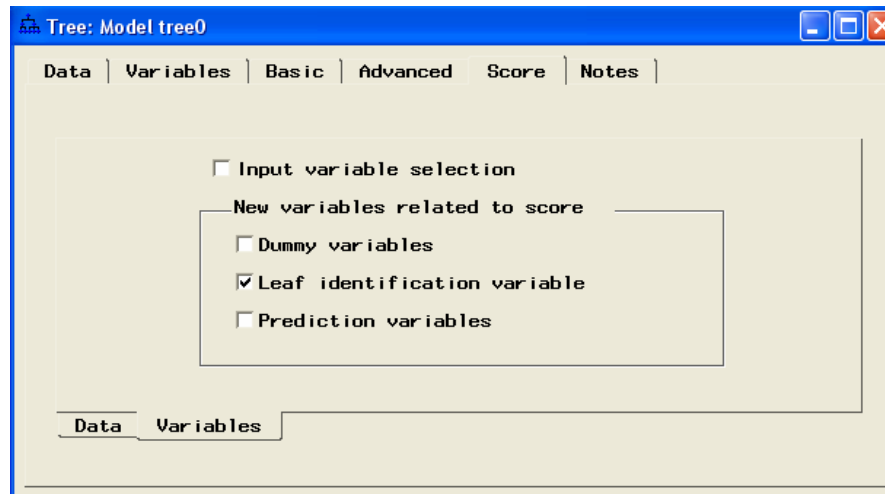 Tree: Model tree0
Data Variables Basic Advanced Score Notes
Input variable selection
New variables related to score
Dummy variables
Leaf identification variable
Prediction variables
Data Variables